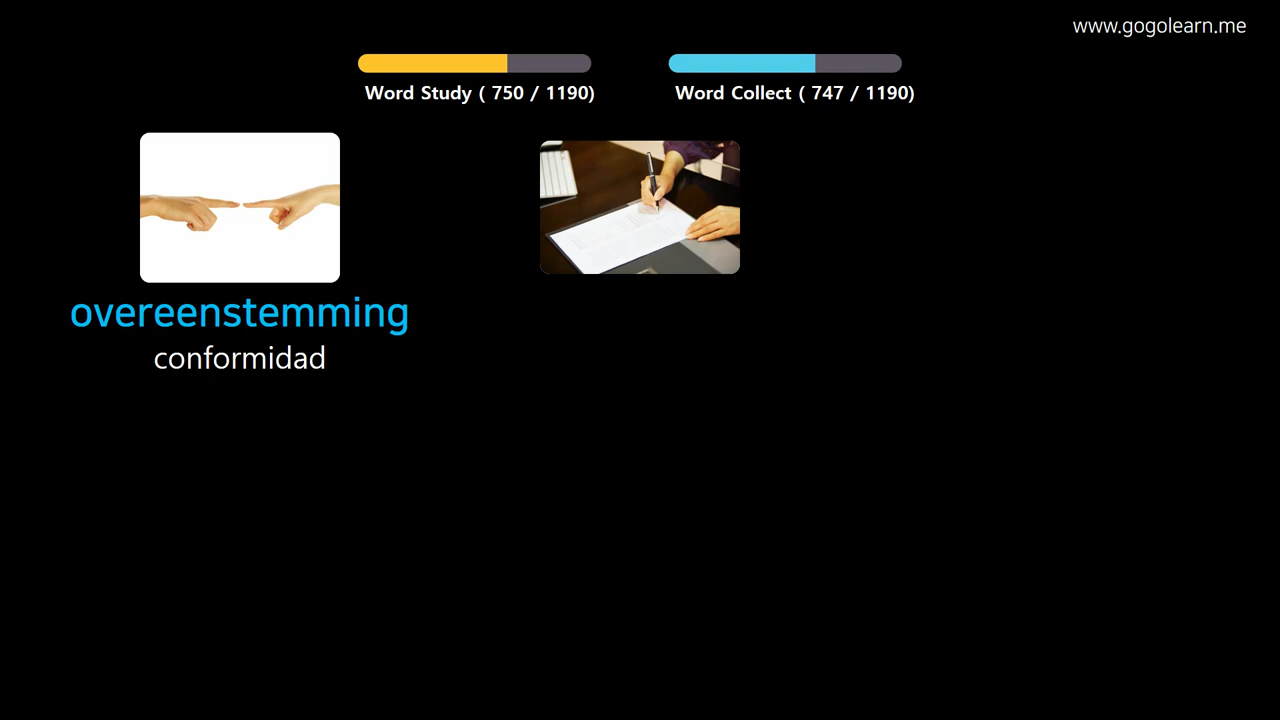 www.gogolearn.me
Word Study ( 750 / 1190)
Word Collect ( 747 / 1190)
overeenstemming
conformidad